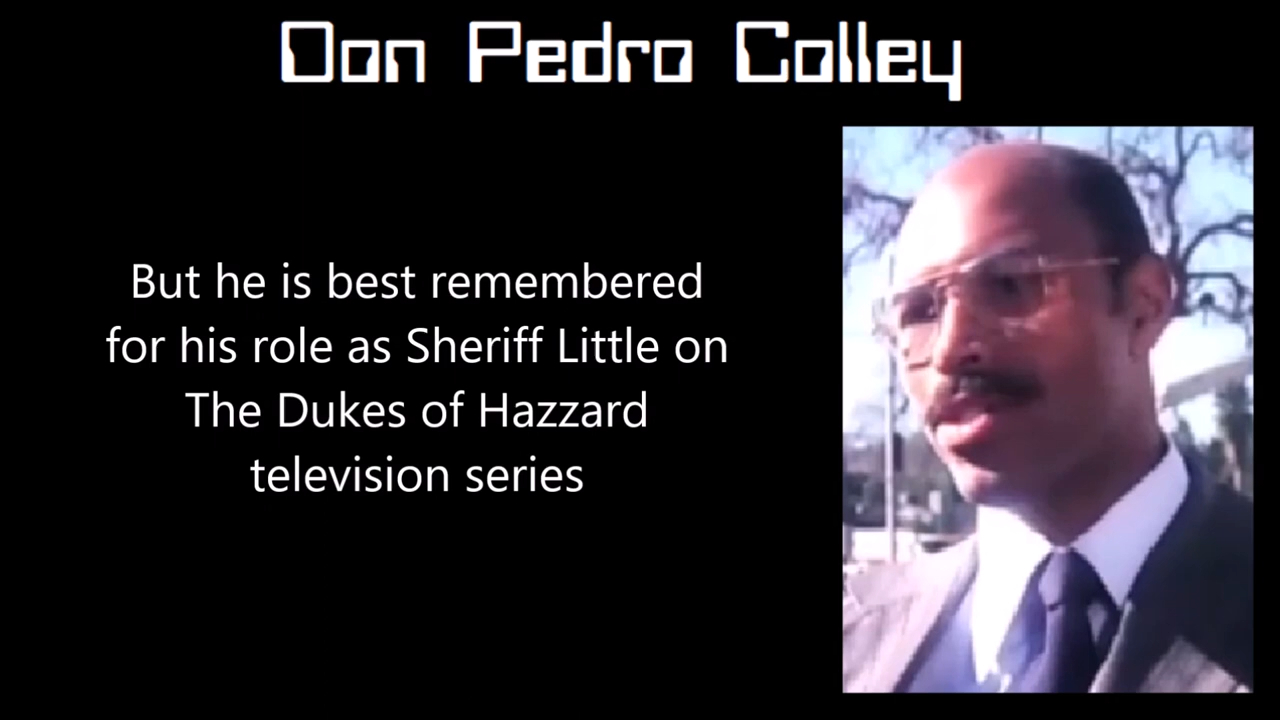 Don Pedro Colley
But he is best remembered
for his role as Sheriff Little on
The Dukes of Hazzard
television series